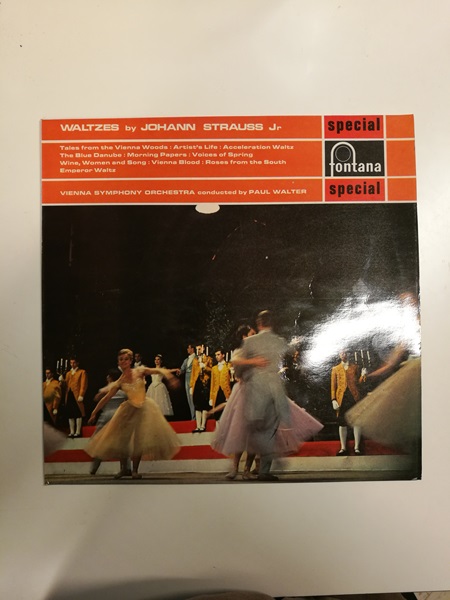 WALTZES by JOHANN STRAUSS Jr
special
Tales from the Vienna Woods : Artist's Life : Acceleration Waltz
The Blue Danube : Morning Papers : Voices of Spring
Wine, Women and Song : Vienna Blood : Roses from the South
Emperor Waltz
fontana
VIENNA SYMPHONY ORCHESTRA conducted by PAUL WALTER
special